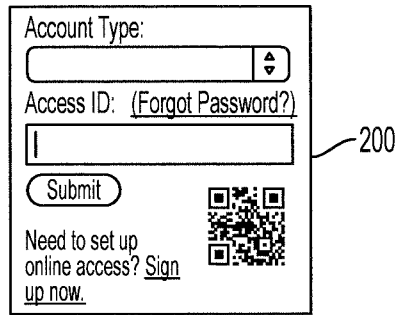 Account Type:
Access ID: (Forgot Password?)
Submit
200
Need to set up
online access? Sign
up now.